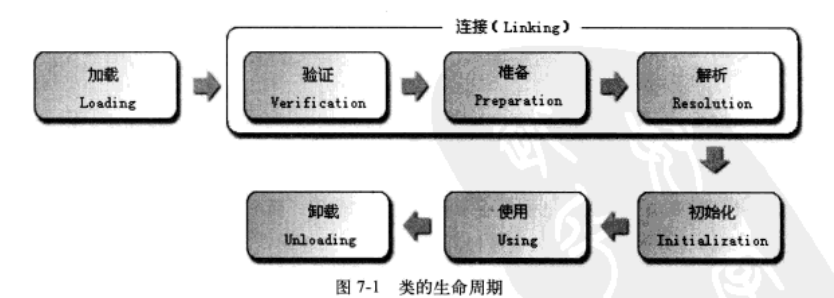 连接(Linking)
加载
Loading
验证
Verification
准备
Preparation
解析
Resolution
初始化
Initialization
使用
Using
卸载
Unloading
图 7-1 类的生命周期